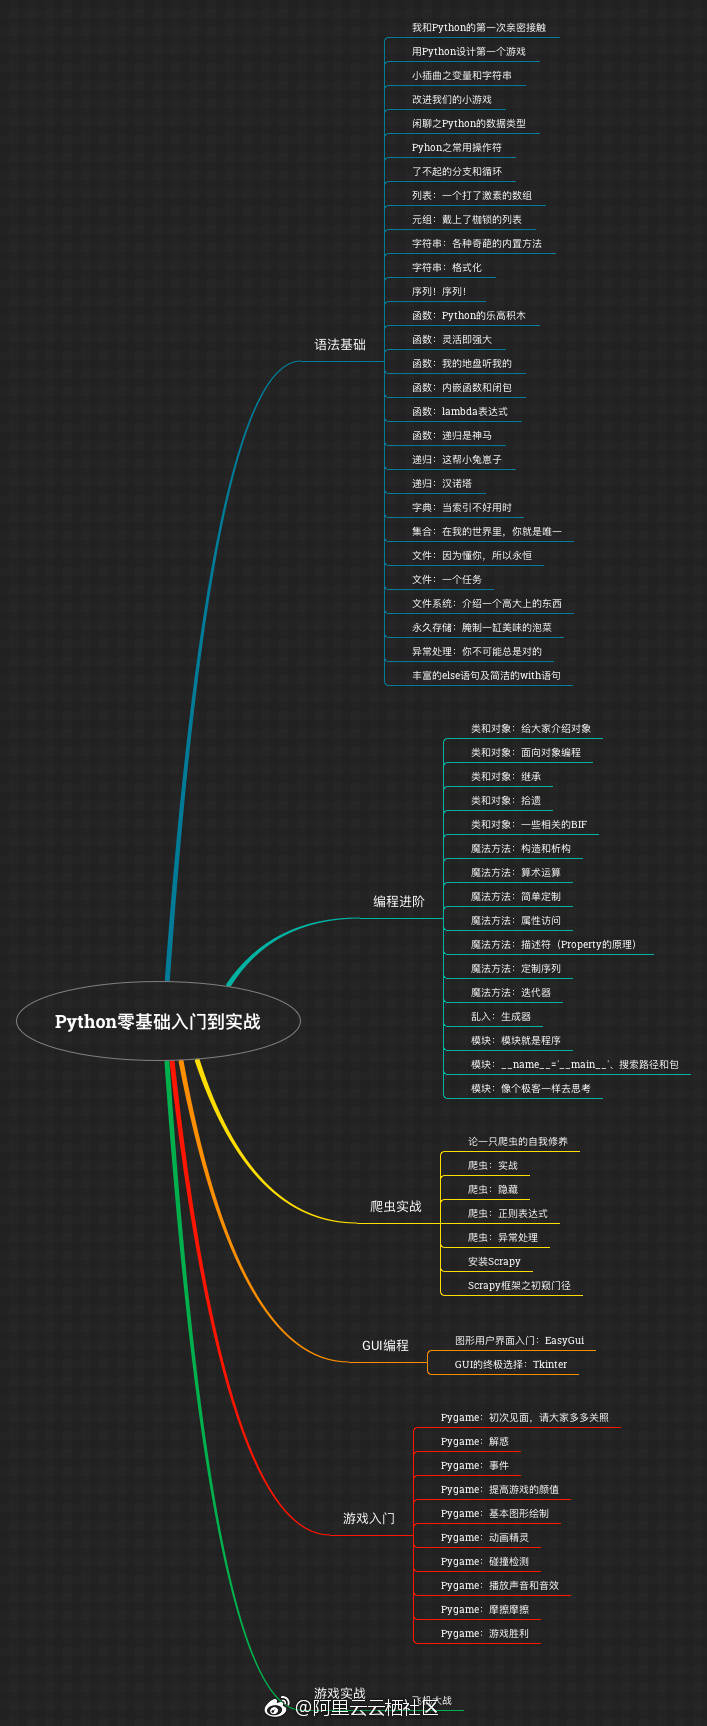 我和Python的第一次亲密接触
用Python设计第一个游戏
小插曲之变量和字符串
改进我们的小游戏
闲聊之Python的数据类型
Pyhon之常用操作符
了不起的分支和循环
列表：一个打了激素的数组
元组：戴上了枷锁的列表
字符串：各种奇葩的内置方法
字符串：格式化
序列！序列！
函数：Python的乐高积木
语法基础
函数：灵活即强大
函数：我的地盘听我的
函数：内嵌函数和闭包
函数：lambda表达式
函数：递归是神马
递归：这帮小兔崽子
递归：汉诺塔
字典：当索引不好用时
集合：在我的世界里，你就是唯一
文件：因为懂你，所以永恒
文件：一个任务
文件系统：介绍一个高大上的东西
永久存储：腌制一缸美味的泡菜
异常处理：你不可能总是对的
丰富的else语句及简洁的with语句
类和对象：给大家介绍对象
类和对象：面向对象编程
类和对象：继承
类和对象：拾遗
类和对象：一些相关的BIF
魔法方法：构造和析构
魔法方法：算术运算
编程进阶
魔法方法：简单定制
魔法方法：属性访问
魔法方法：描述符（Property的原理）
魔法方法：定制序列
魔法方法：迭代器
乱入：生成器
Python零基础入门到实战
模块：模块就是程序
模块：__name__='__main__'、搜索路径和包
模块：像个极客一样去思考
论一只爬虫的自我修养
爬虫：实战
爬虫：隐藏
爬虫实战
爬虫：正则表达式
爬虫：异常处理
安装Scrapy
Scrapy框架之初窥门径
图形用户界面入门：EasyGui
GUI编程
GUI的终极选择：Tkinter
Pygame：初次见面，请大家多多关照
Pygame：解惑
Pygame：事件
Pygame：提高游戏的颜值
Pygame：基本图形绘制
游戏入门
Pygame：动画精灵
Pygame：碰撞检测
Pygame：播放声音和音效
Pygame：摩擦摩擦
Pygame：游戏胜利
游戏实战
飞机大战
@阿里云云栖社区